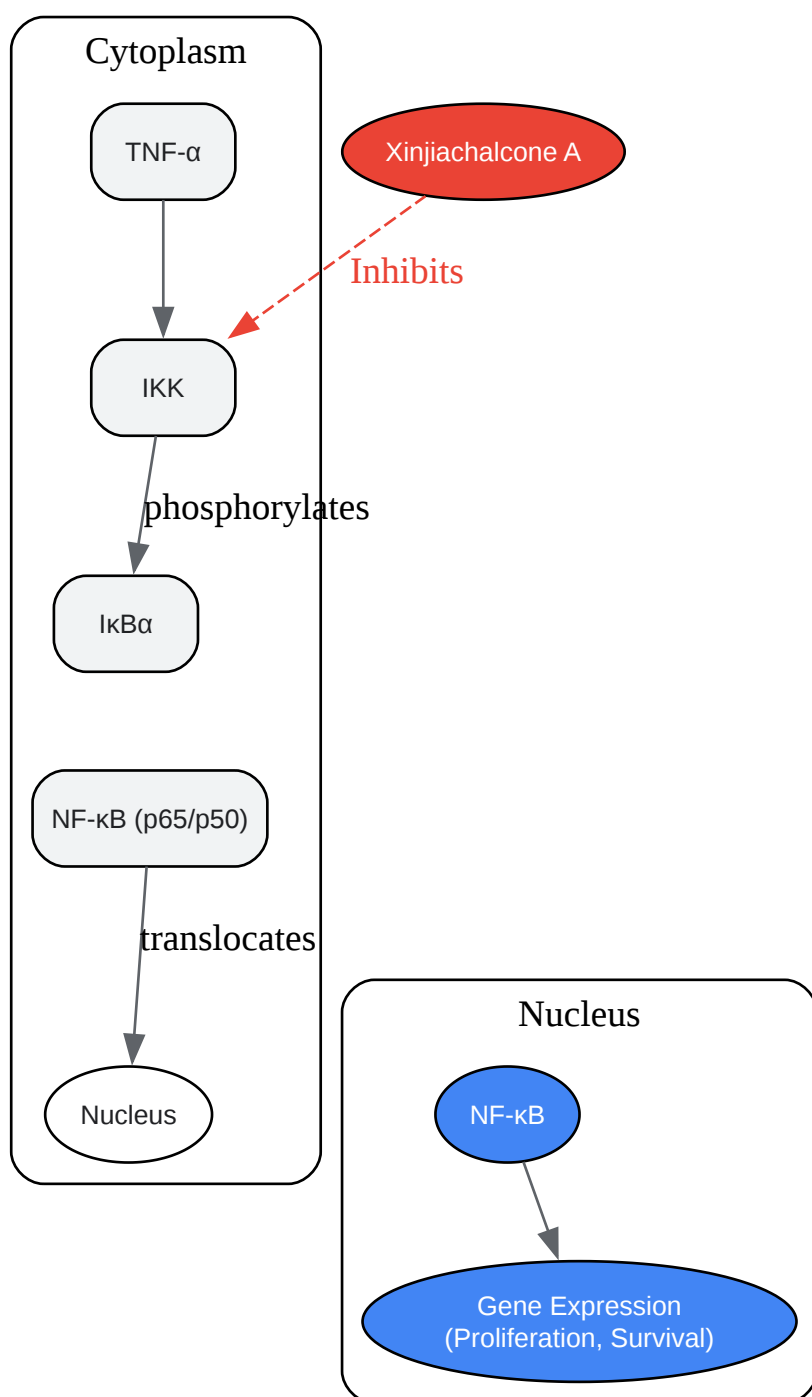 Cytoplasm
TNF-α
Xinjiachalcone A
Inhibits
IKK
phosphorylates
IκBα
NF-κB (p65/p50)
translocates
Nucleus
Nucleus
NF-κB
Gene Expression
(Proliferation, Survival)